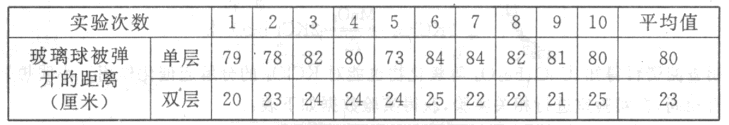 实验次数 1 2 3 4 5 6 7 8 9 10 平均值
玻璃球被弹开的距离(厘米) 单层 79 78 82 80 73 84 84 82 81 80 80
双层 20 23 24 24 24 25 22 22 21 25 23